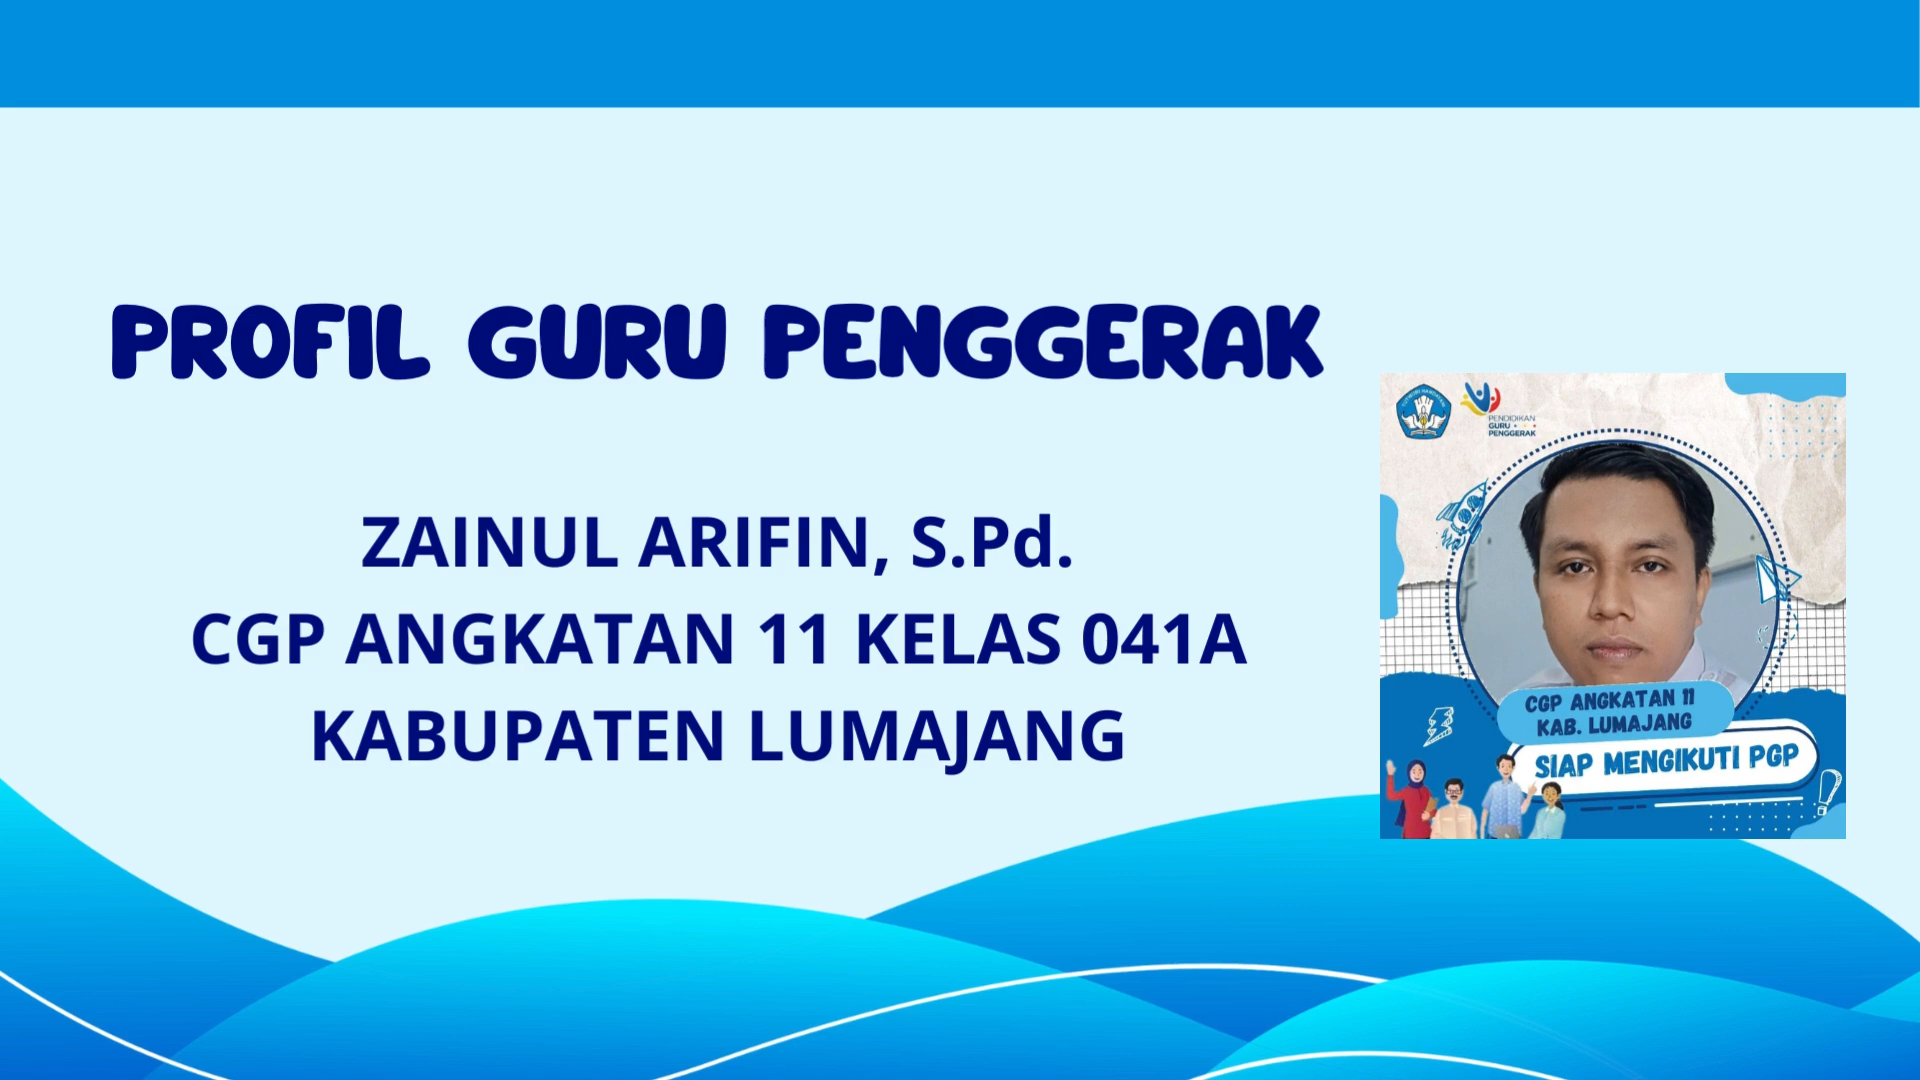 PROFIL GURU PENGGERAK
ZAINUL ARIFIN, S.Pd.
CGP ANGKATAN 11 KELAS 041A
KABUPATEN LUMAJANG
PENDIDIKAN
GURU
PENGGERAK
CGP ANGKATAN 11
KAB. LUMAJANG
SIAP MENGIKUTI PGP